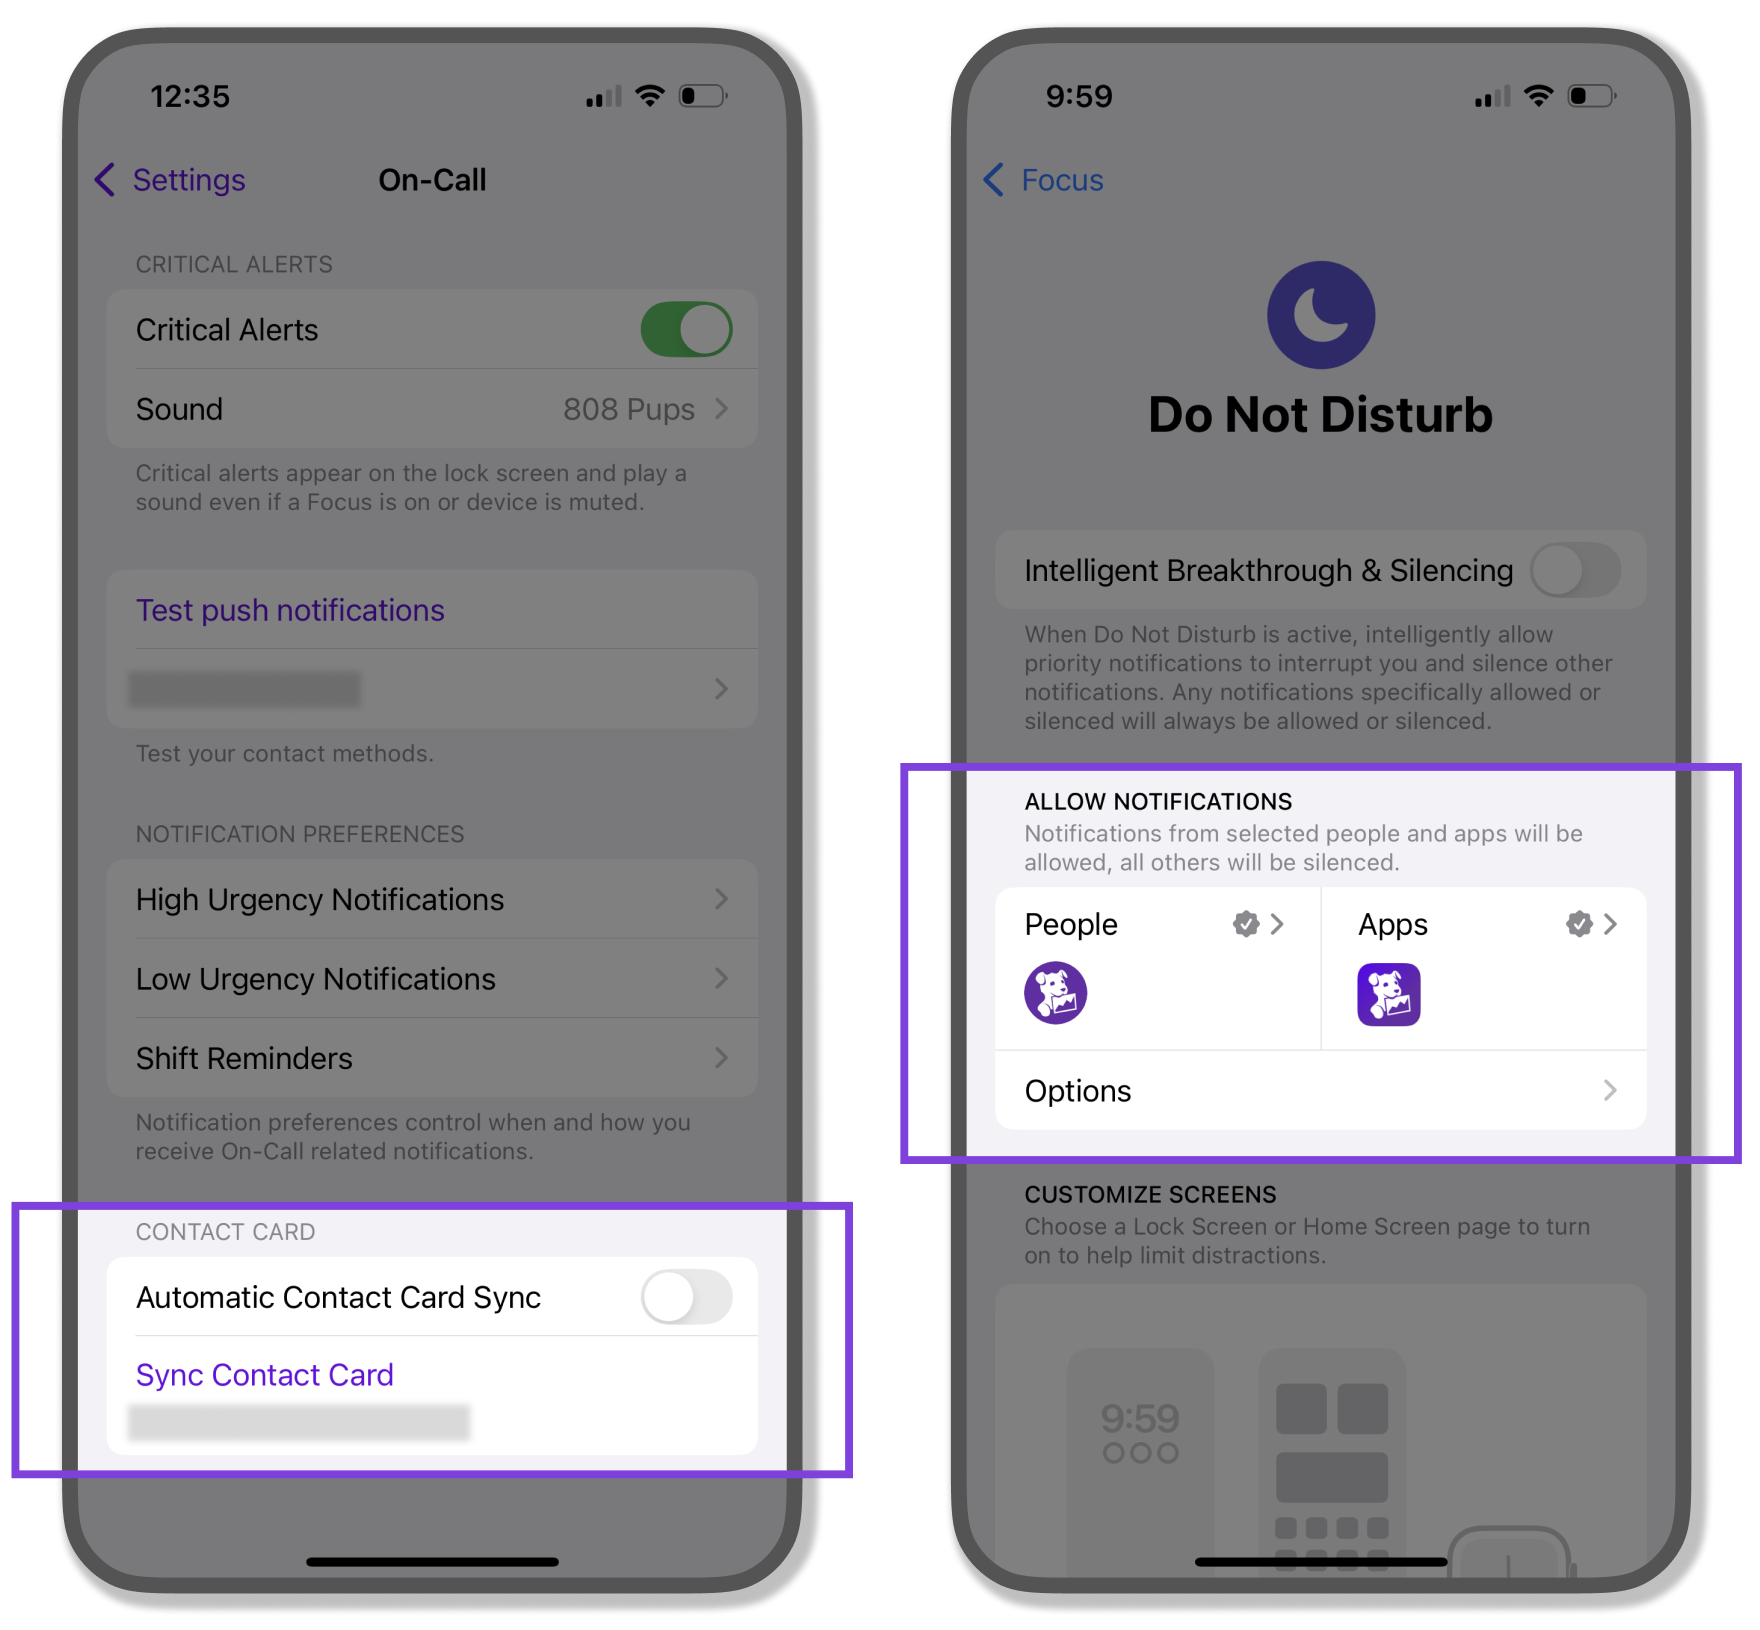 12:35
Settings
On-Call
CRITICAL ALERTS
Critical Alerts
Sound
808 Pups
Critical alerts appear on the lock screen and play a
sound even if a Focus is on or device is muted.
Test push notifications
Test your contact methods.
NOTIFICATION PREFERENCES
High Urgency Notifications
Low Urgency Notifications
Shift Reminders
Notification preferences control when and how you
receive On-Call related notifications.
CONTACT CARD
Automatic Contact Card Sync
Sync Contact Card
9:59
Focus
Do Not Disturb
Intelligent Breakthrough & Silencing
When Do Not Disturb is active, intelligently allow
priority notifications to interrupt you and silence other
notifications. Any notifications specifically allowed or
silenced will always be allowed or silenced.
ALLOW NOTIFICATIONS
Notifications from selected people and apps will be
allowed, all others will be silenced.
People
Apps
Options
CUSTOMIZE SCREENS
Choose a Lock Screen or Home Screen page to turn
on to help limit distractions.
9:59